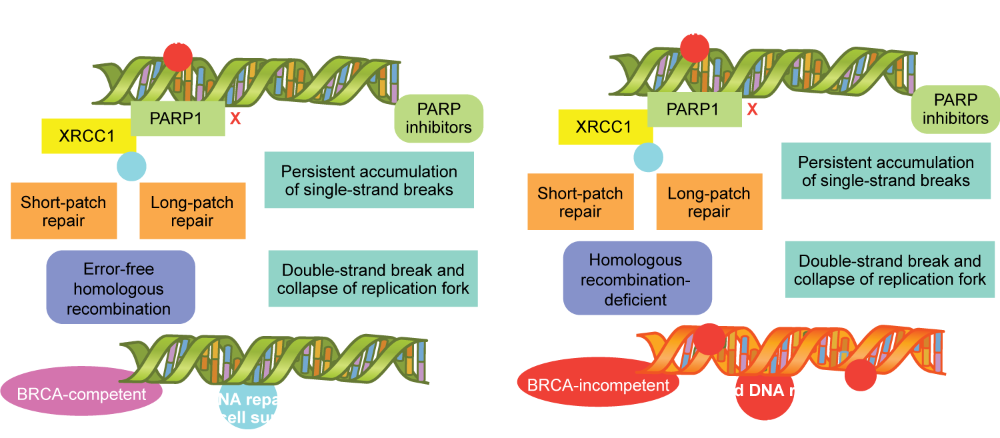 PARP1
X
PARP
inhibitors
XRCC1
Persistent accumulation
of single-strand breaks
Short-patch
repair
Long-patch
repair
Error-free
homologous
recombination
Double-strand break and
collapse of replication fork
BRCA-competent
PARP1
X
PARP
inhibitors
XRCC1
Persistent accumulation
of single-strand breaks
Short-patch
repair
Long-patch
repair
Homologous
recombination-
deficient
Double-strand break and
collapse of replication fork
BRCA-incompetent
DNA